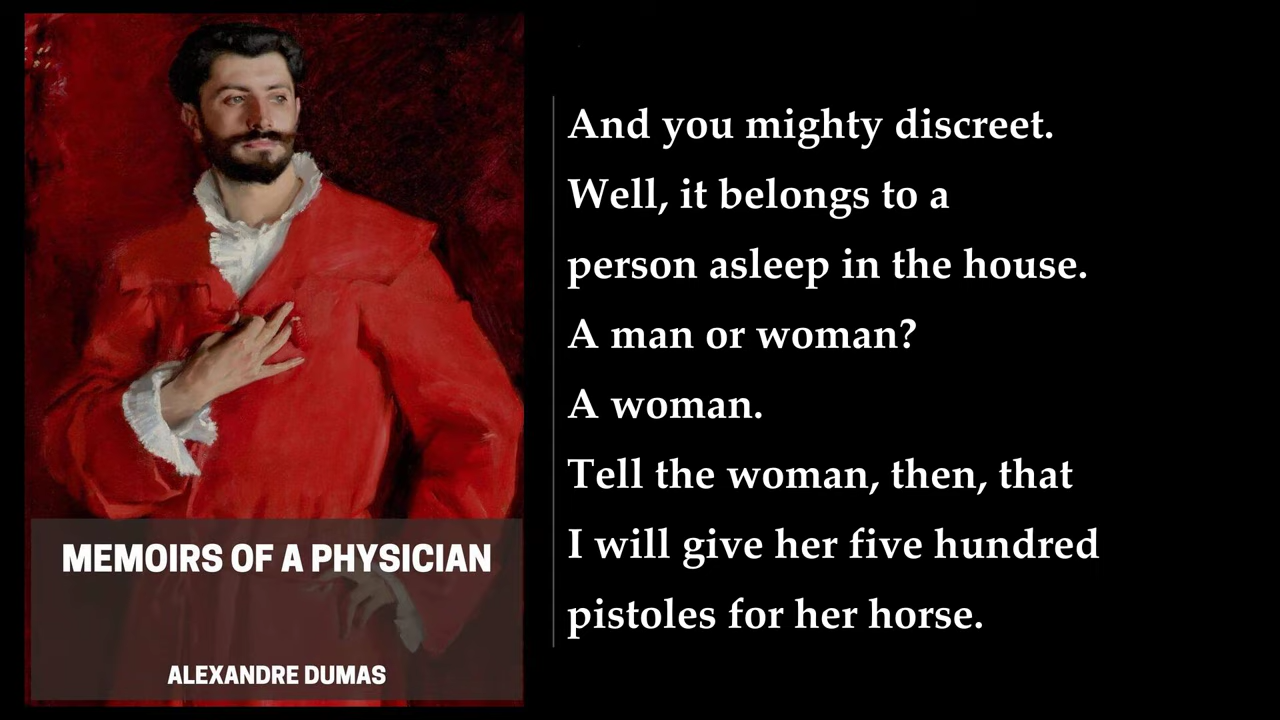 MEMOIRS OF A PHYSICIAN
ALEXANDRE DUMAS
And you mighty discreet.
Well, it belongs to a
person asleep in the house.
A man or woman?
A woman.
Tell the woman, then, that
I will give her five hundred
pistoles for her horse.